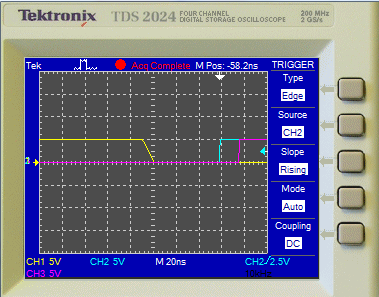 Tektronix TDS 2024 FOUR CHANNEL DIGITAL STORAGE OSCILLOSCOPE 200 MHz 2 GS/s
Tek Acq Complete M Pos: -58.2ns TRIGGER
Type
Edge
Source
CH2
Slope
Rising
Mode
Auto
Coupling
DC
CH1 5V CH2 5V M 20ns CH2 2.5V
CH3 5V